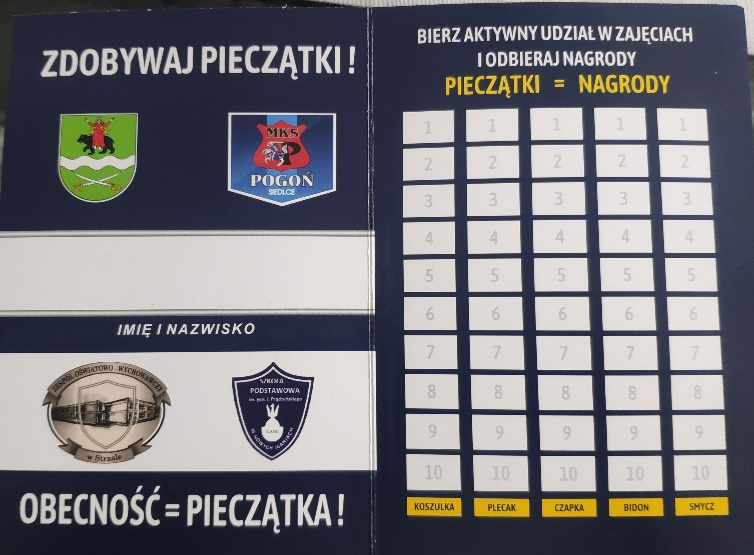 ZDOBYWAJ PIECZĄTKI!
MKS
POGOŃ
SIEDLCE
IMIĘ I NAZWISKO
ZESPÓŁ OŚWIATOWO - WYCHOWAWCZY
w Strzale
SZKOŁA
PODSTAWOWA
im. gen. I. Prądzyńskiego
W NOWYCH IGANIACH
OBECNOŚĆ = PIECZĄTKA!
BIERZ AKTYWNY UDZIAŁ W ZAJĘCIACH
I ODBIERAJ NAGRODY
PIECZĄTKI = NAGRODY
1 1 1 1 1
2 2 2 2 2
3 3 3 3 3
4 4 4 4 4
5 5 5 5 5
6 6 6 6 6
7 7 7 7 7
8 8 8 8 8
9 9 9 9 9
10 10 10 10 10
KOSZULKA PLECAK CZAPKA BIDON SMYCZ